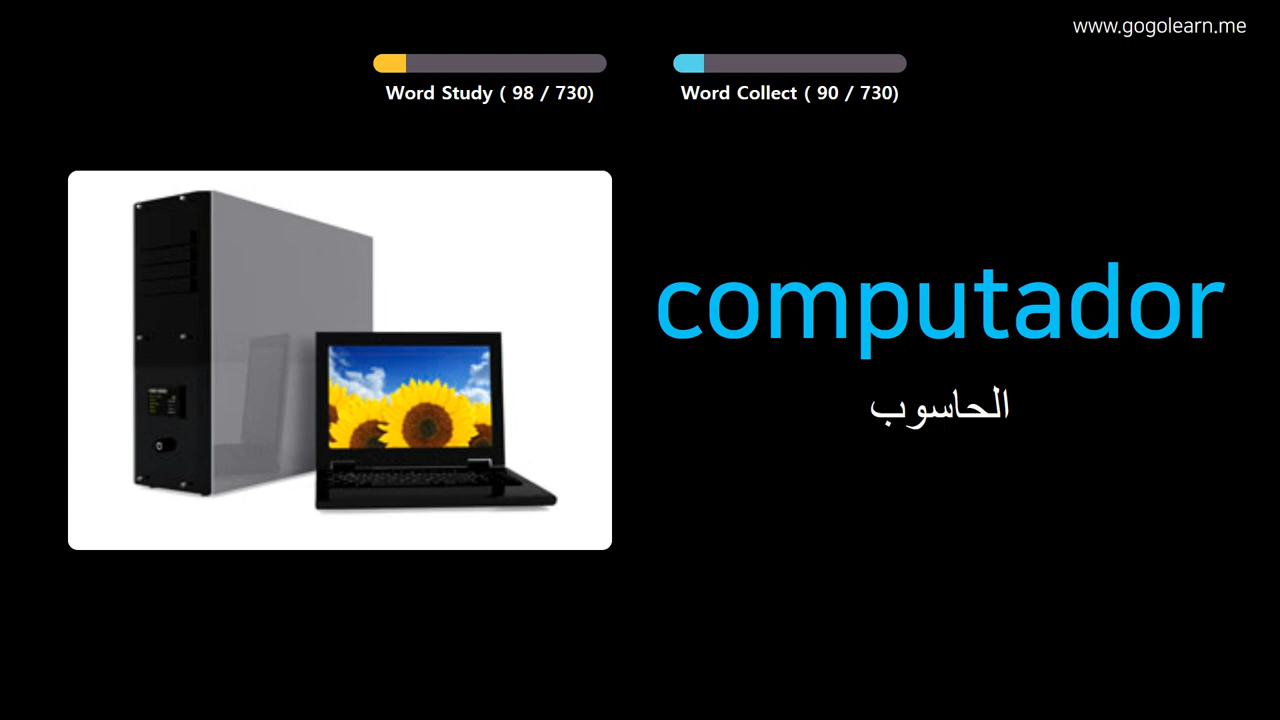 www.gogolearn.me
Word Study ( 98 / 730)
Word Collect ( 90 / 730)
computador
الحاسوب